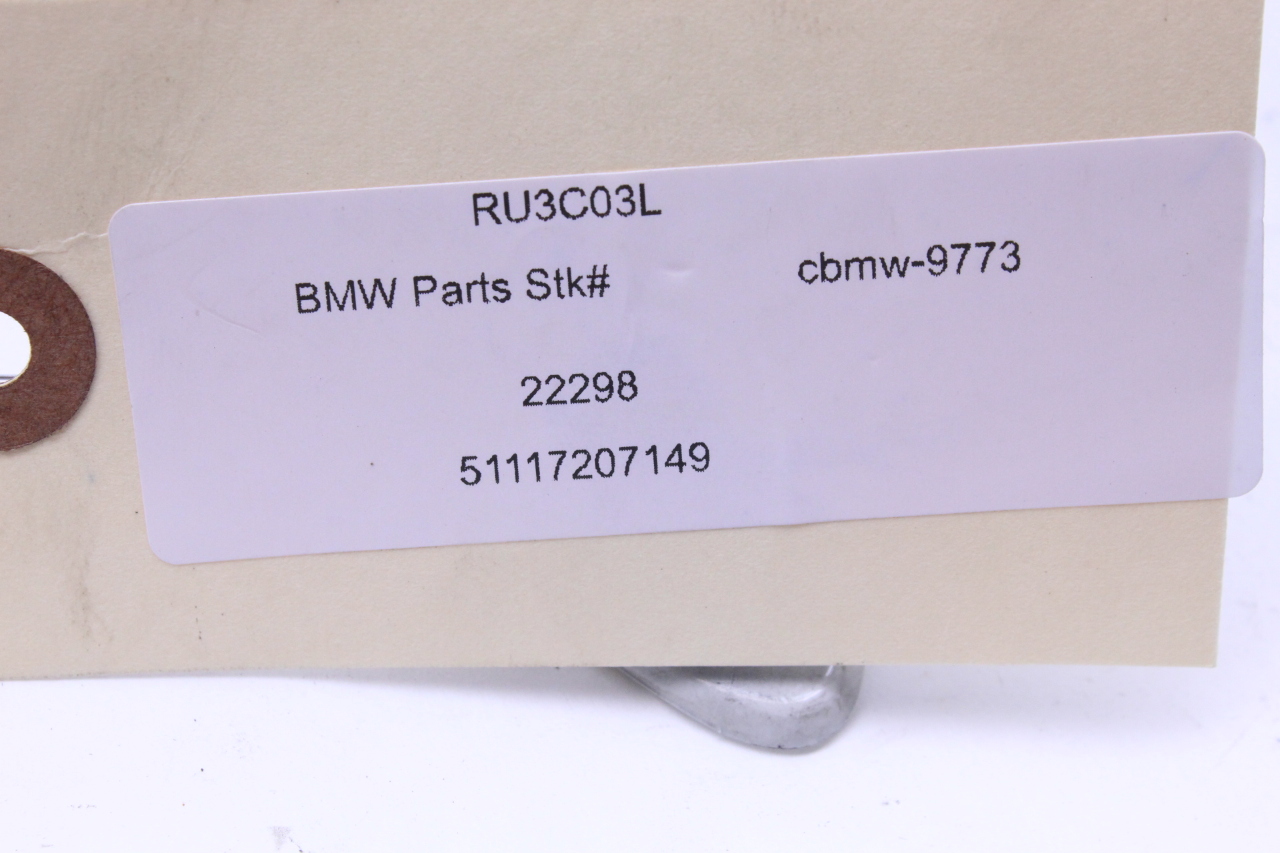 RU3C03L
BMW Parts Stk# cbmw-9773
22298
51117207149